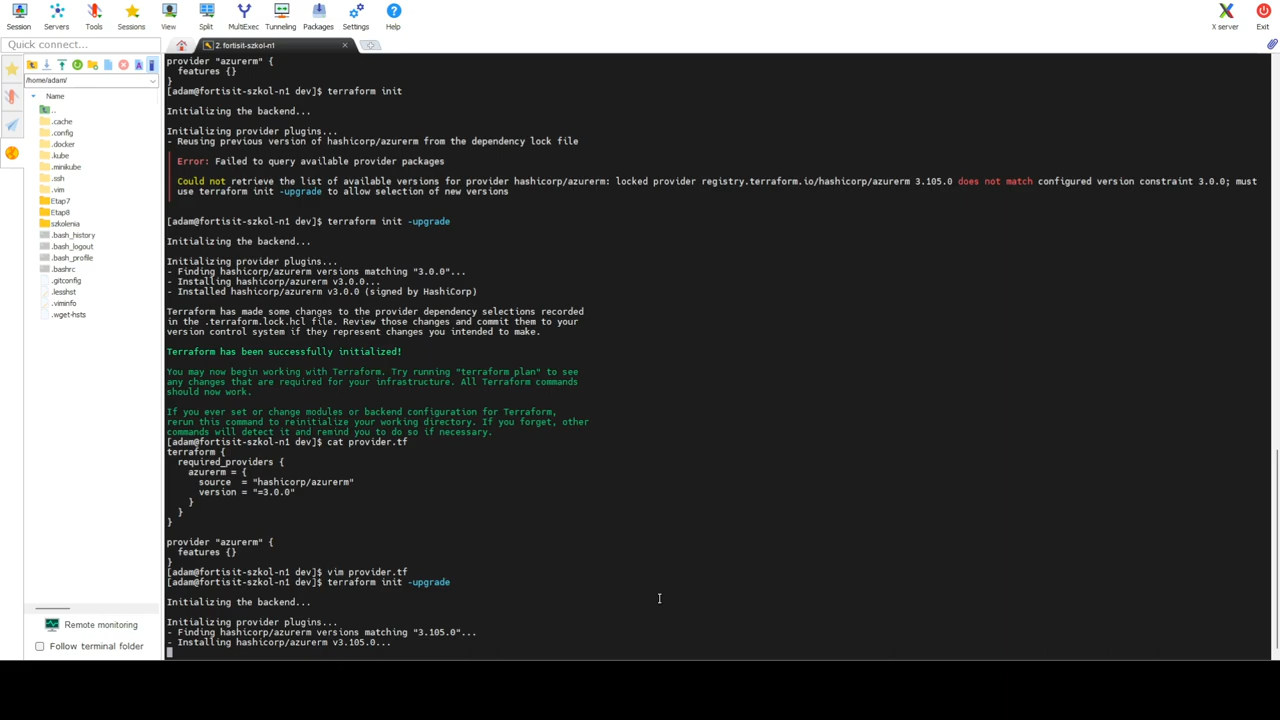 Session
Servers
Tools
Sessions
View
Split
MultiExec
Tunneling
Packages
Settings
Help
X server
Exit
Quick connect...
2. fortisit-szkol-n1
/home/adam/
Name
..
.cache
.config
.docker
.kube
.minikube
.ssh
.vim
Etap7
Etap8
szkolenia
.bash_history
.bash_logout
.bash_profile
.bashrc
.gitconfig
.lesshst
.viminfo
.wget-hsts
Remote monitoring
Follow terminal folder
provider "azurerm" {
  features {}
}
[adam@fortisit-szkol-n1 dev]$ terraform init
Initializing the backend...
Initializing provider plugins...
- Reusing previous version of hashicorp/azurerm from the dependency lock file
Error: Failed to query available provider packages
Could not retrieve the list of available versions for provider hashicorp/azurerm: locked provider registry.terraform.io/hashicorp/azurerm 3.105.0 does not match configured version constraint 3.0.0; must
use terraform init -upgrade to allow selection of new versions
[adam@fortisit-szkol-n1 dev]$ terraform init -upgrade
Initializing the backend...
Initializing provider plugins...
- Finding hashicorp/azurerm versions matching "3.0.0"...
- Installing hashicorp/azurerm v3.0.0...
- Installed hashicorp/azurerm v3.0.0 (signed by HashiCorp)
Terraform has made some changes to the provider dependency selections recorded
in the .terraform.lock.hcl file. Review those changes and commit them to your
version control system if they represent changes you intended to make.
Terraform has been successfully initialized!
You may now begin working with Terraform. Try running "terraform plan" to see
any changes that are required for your infrastructure. All Terraform commands
should now work.
If you ever set or change modules or backend configuration for Terraform,
rerun this command to reinitialize your working directory. If you forget, other
commands will detect it and remind you to do so if necessary.
[adam@fortisit-szkol-n1 dev]$ cat provider.tf
terraform {
  required_providers {
    azurerm = {
      source  = "hashicorp/azurerm"
      version = "=3.0.0"
    }
  }
}
provider "azurerm" {
  features {}
}
[adam@fortisit-szkol-n1 dev]$ vim provider.tf
[adam@fortisit-szkol-n1 dev]$ terraform init -upgrade
Initializing the backend...
Initializing provider plugins...
- Finding hashicorp/azurerm versions matching "3.105.0"...
- Installing hashicorp/azurerm v3.105.0...